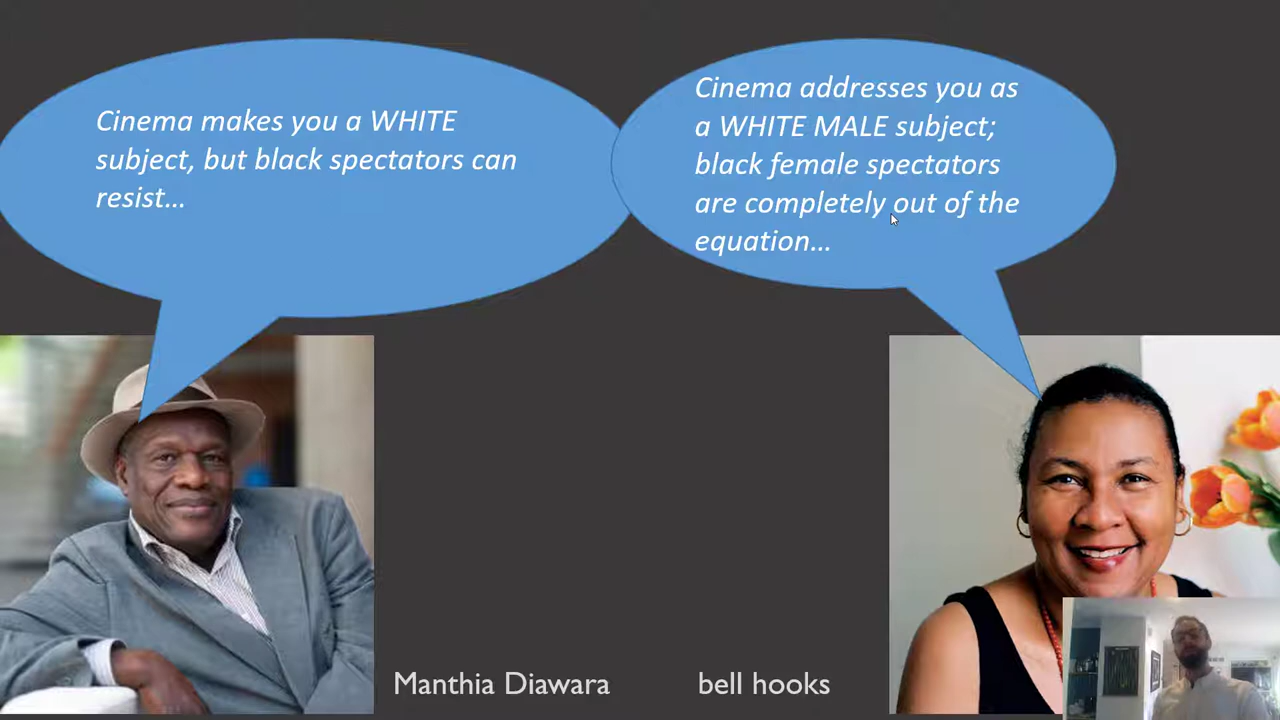 Cinema makes you a WHITE
subject, but black spectators can
resist...
Cinema addresses you as
a WHITE MALE subject;
black female spectators
are completely out of the
equation...
Manthia Diawara
bell hooks